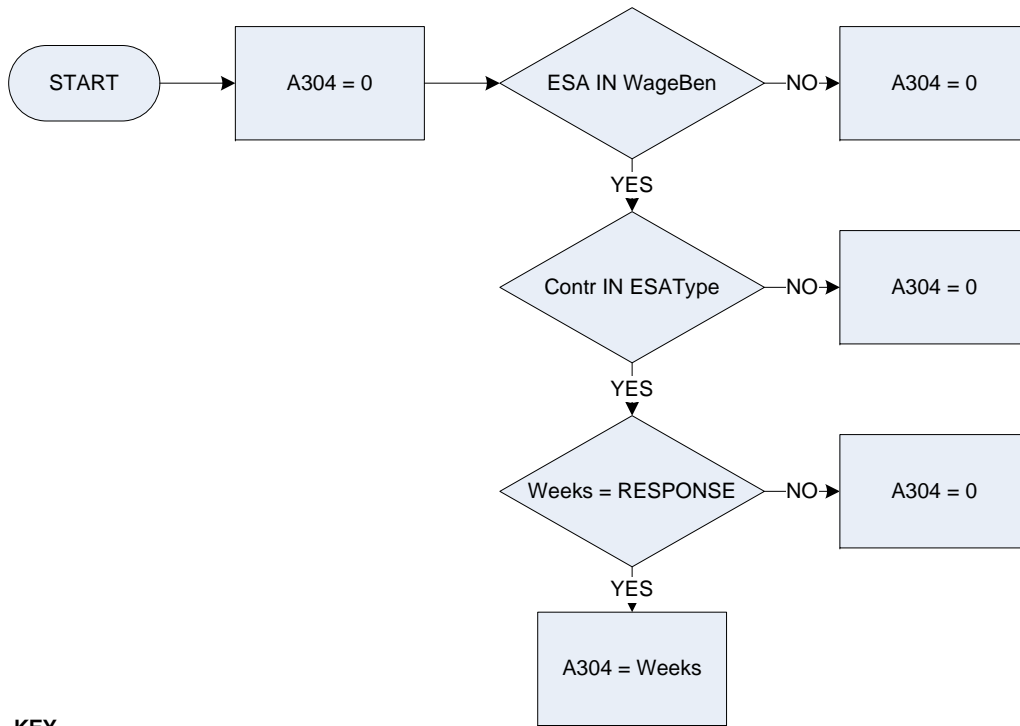 START
A304 = 0
ESA IN WageBen
NO
A304 = 0
YES
Contr IN ESAType
NO
A304 = 0
YES
Weeks = RESPONSE
NO
A304 = 0
YES
A304 = Weeks
KEY